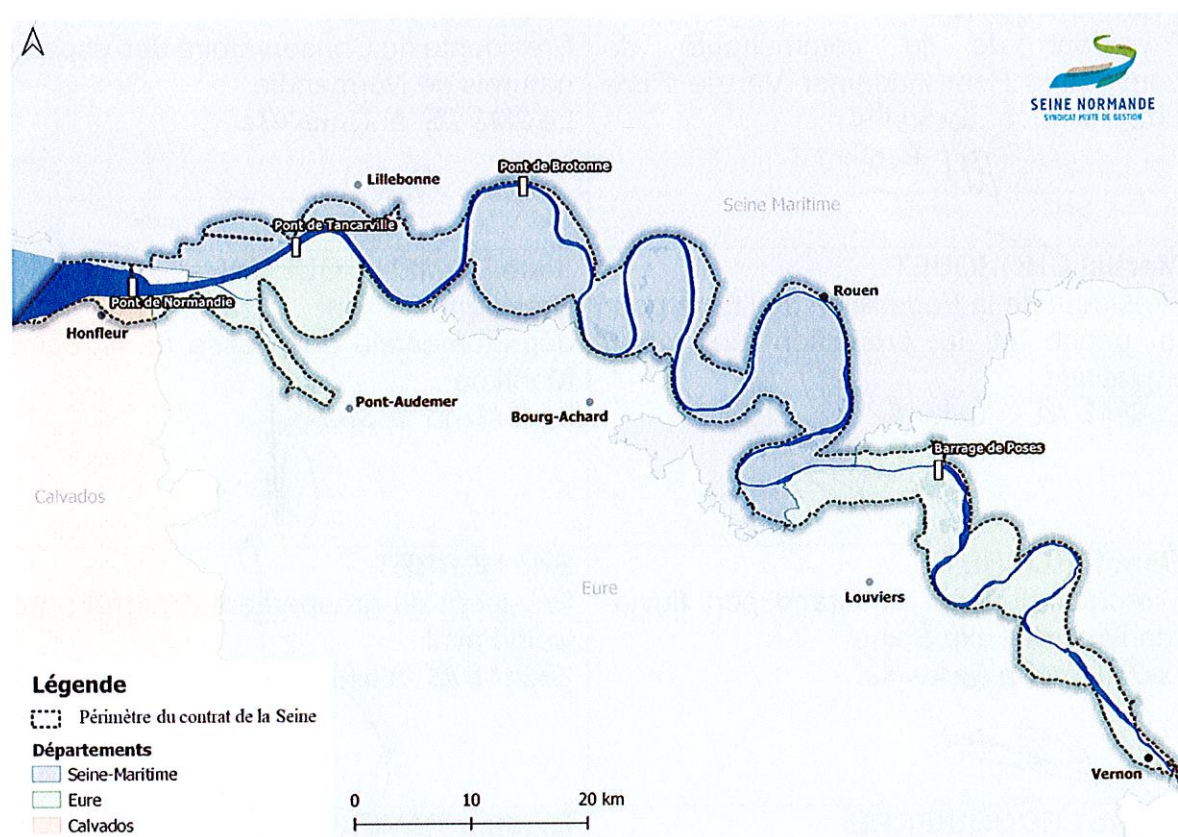 SEINE NORMANDE
SYNDICAT MIXTE DE GESTION
Pont de Brotonne
Lillebonne
Seine Maritime
Pont de Tancarville
Pont de Normandie
Rouen
Honfleur
Pont-Audemer
Bourg-Achard
Barrage de Poses
Calvados
Eure
Louviers
Vernon
Légende
Périmètre du contrat de la Seine
Départements
Seine-Maritime
Eure
Calvados
0 10 20 km